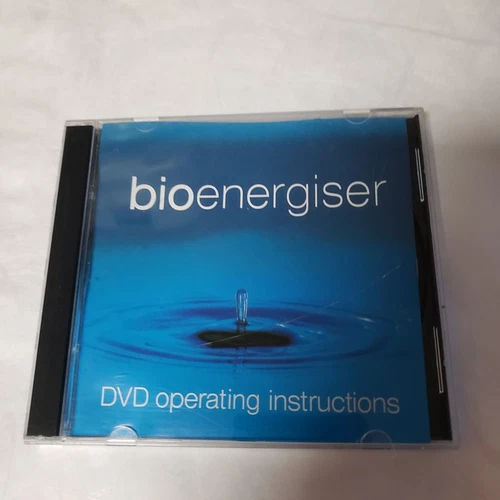 bioenergiser
DVD operating instructions